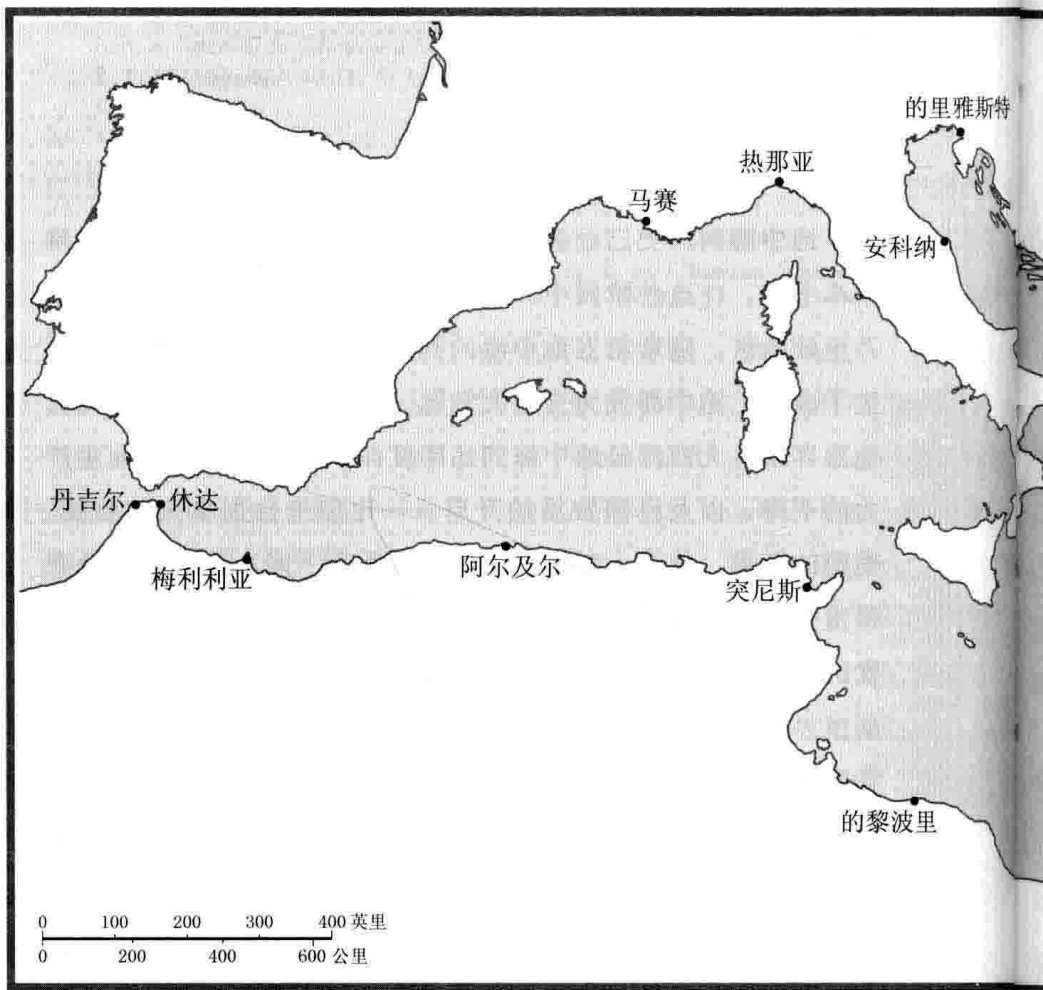 的里雅斯特
热那亚
马赛
安科纳
丹吉尔
休达
梅利利亚
阿尔及尔
突尼斯
的黎波里
0 100 200 300 400 英里
0 200 400 600 公里